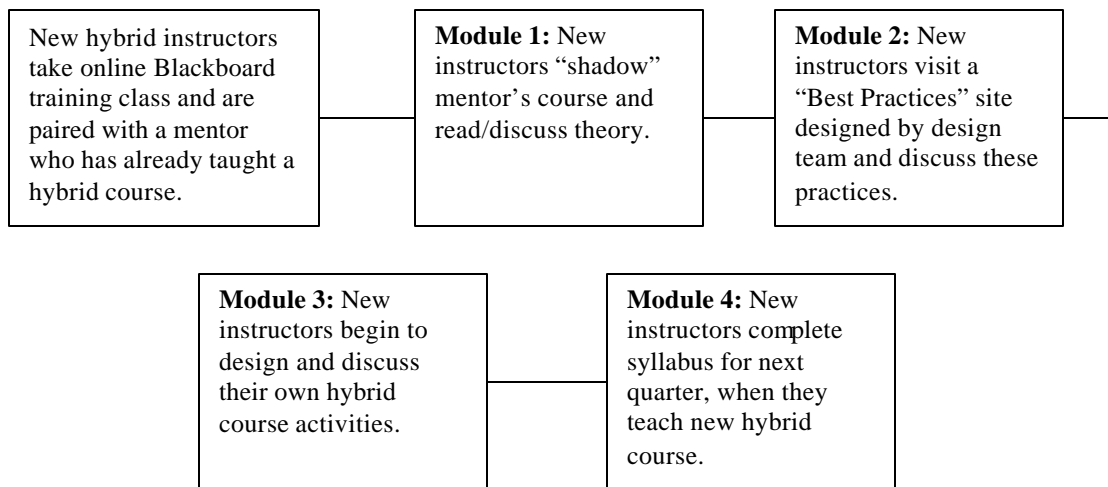 New hybrid instructors
take online Blackboard
training class and are
paired with a mentor
who has already taught a
hybrid course.
Module 1: New
instructors “shadow”
mentor’s course and
read/discuss theory.
Module 2: New
instructors visit a
“Best Practices” site
designed by design
team and discuss these
practices.
Module 3: New
instructors begin to
design and discuss
their own hybrid
course activities.
Module 4: New
instructors complete
syllabus for next
quarter, when they
teach new hybrid
course.